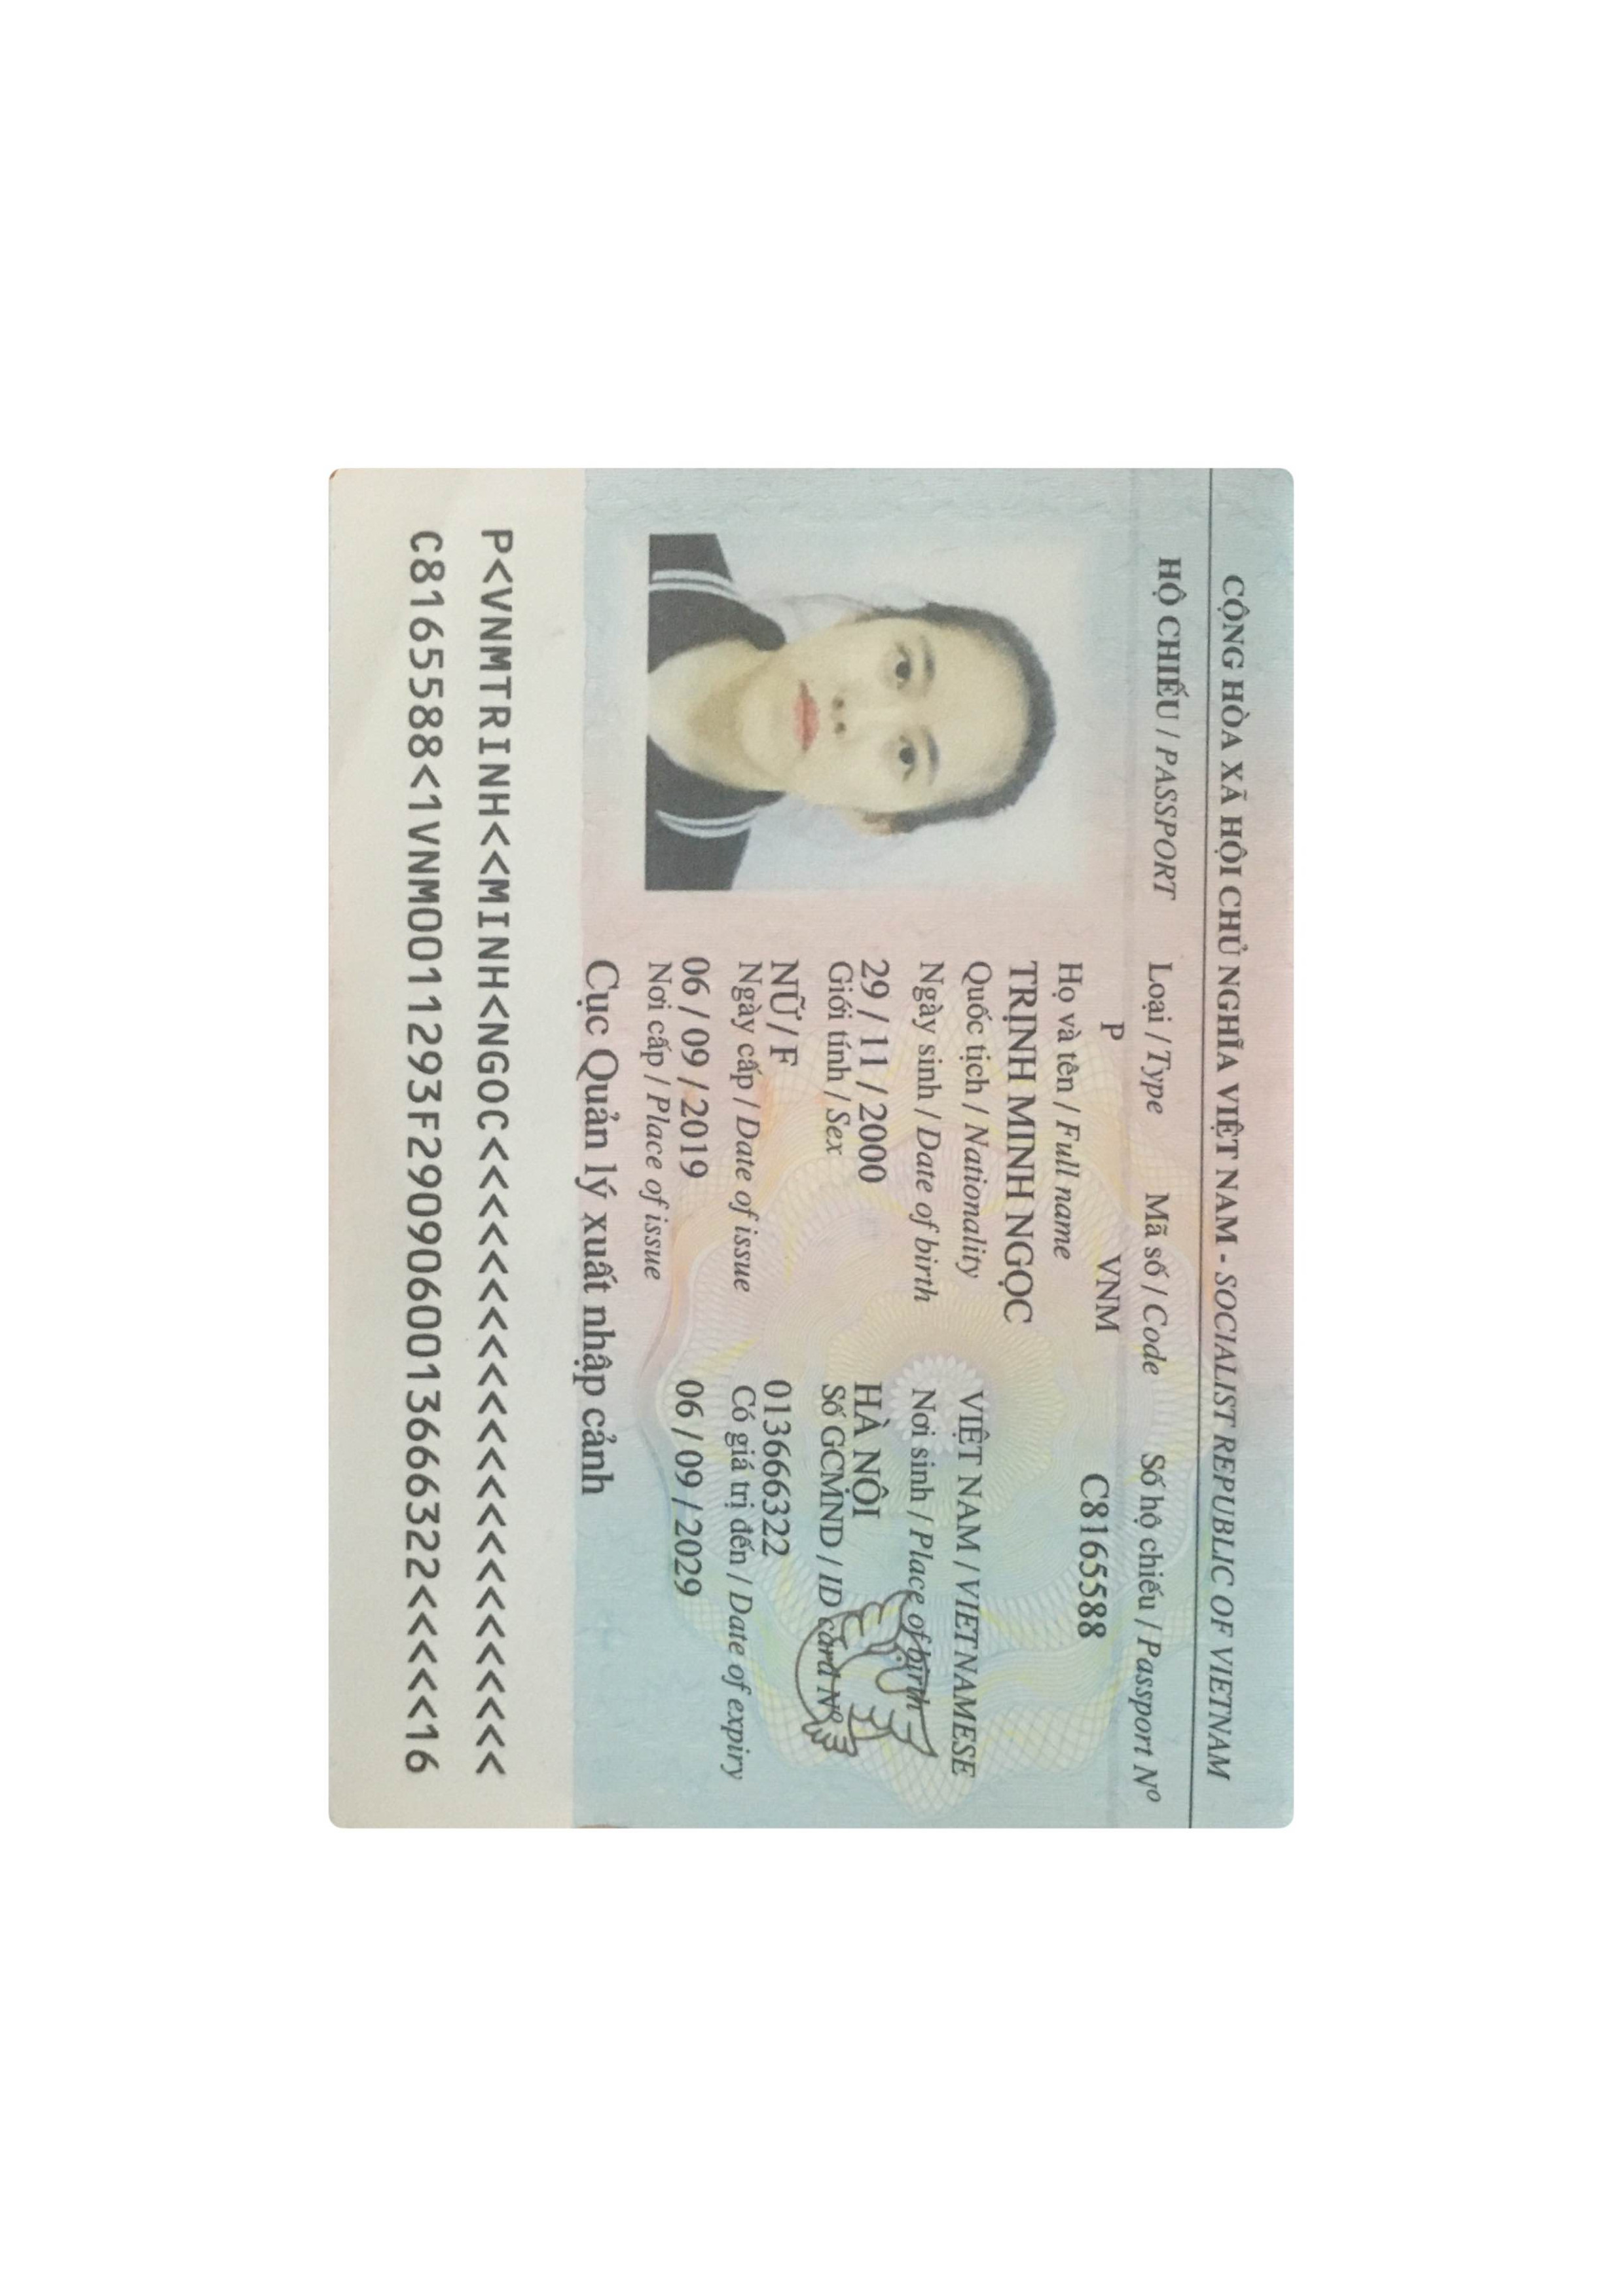 CỘNG HÒA XÃ HỘI CHỦ NGHĨA VIỆT NAM - SOCIALIST REPUBLIC OF VIETNAM
HỘ CHIẾU / PASSPORT Loại / Type Mã số / Code Số hộ chiếu / Passport Nº
P VNM C8165588
Họ và tên / Full name
TRỊNH MINH NGỌC
Quốc tịch / Nationality VIỆT NAM / VIETNAMESE
Ngày sinh / Date of birth Nơi sinh / Place of birth
29 / 11 / 2000 HÀ NỘI
Giới tính / Sex Số GCMND / ID card Nº
NỮ / F 013666322
Ngày cấp / Date of issue Có giá trị đến / Date of expiry
06 / 09 / 2019 06 / 09 / 2029
Nơi cấp / Place of issue
Cục Quản lý xuất nhập cảnh
P<VNMTRINH<<MINH<NGOC<<<<<<<<<<<<<<<<<<<<<<<
C8165588<1VNM0011293F2909060013666322<<<<<16